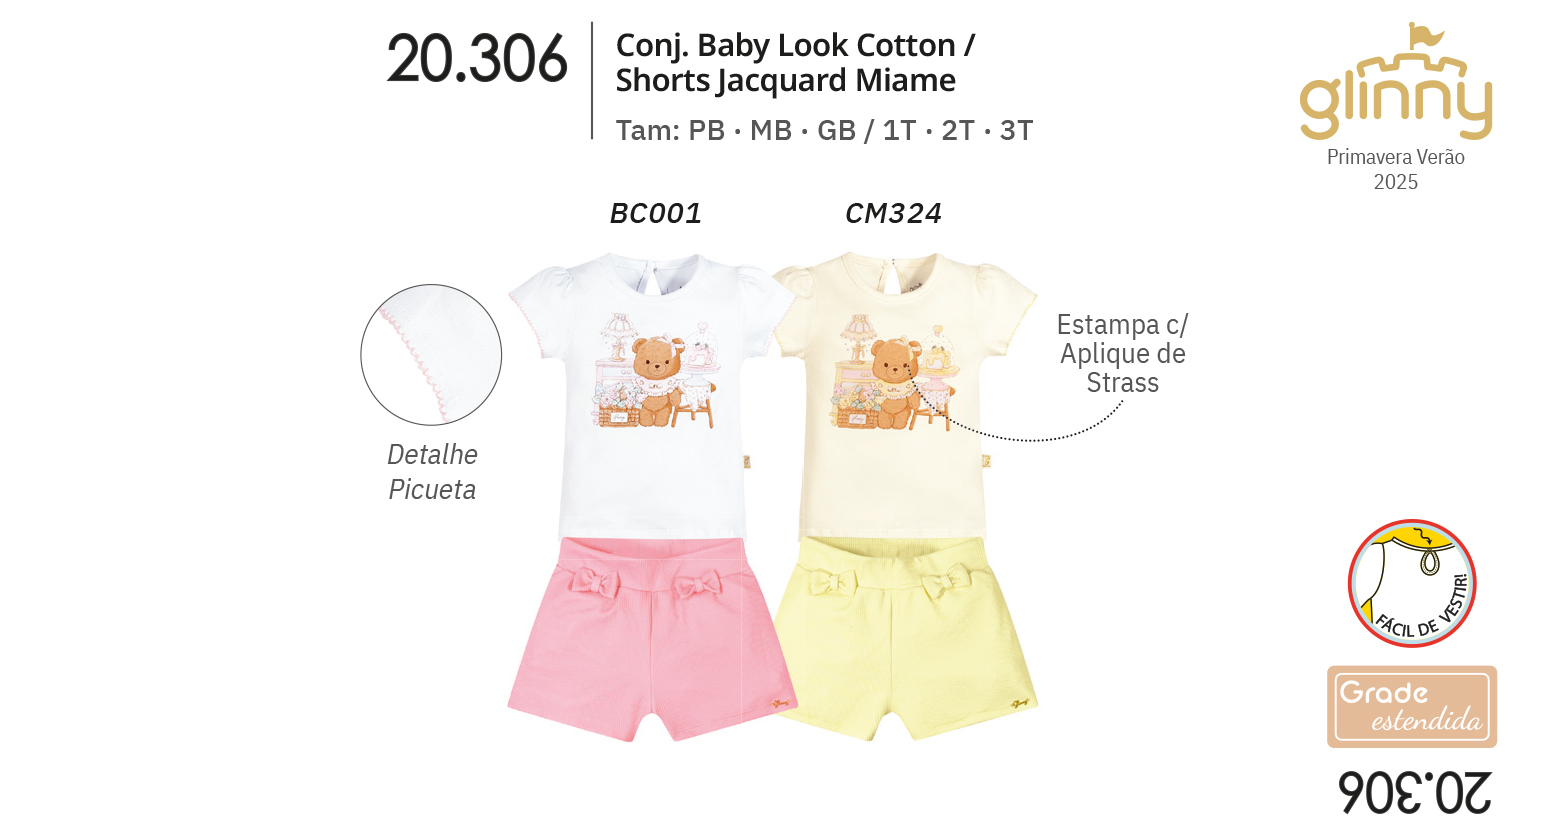 20.306
Conj. Baby Look Cotton /
Shorts Jacquard Miame
Tam: PB · MB · GB / 1T · 2T · 3T
glinny
Primavera Verão
2025
BC001
CM324
Estampa c/
Aplique de
Strass
Detalhe
Picueta
FÁCIL DE VESTIR!
Grade
estendida
20.306